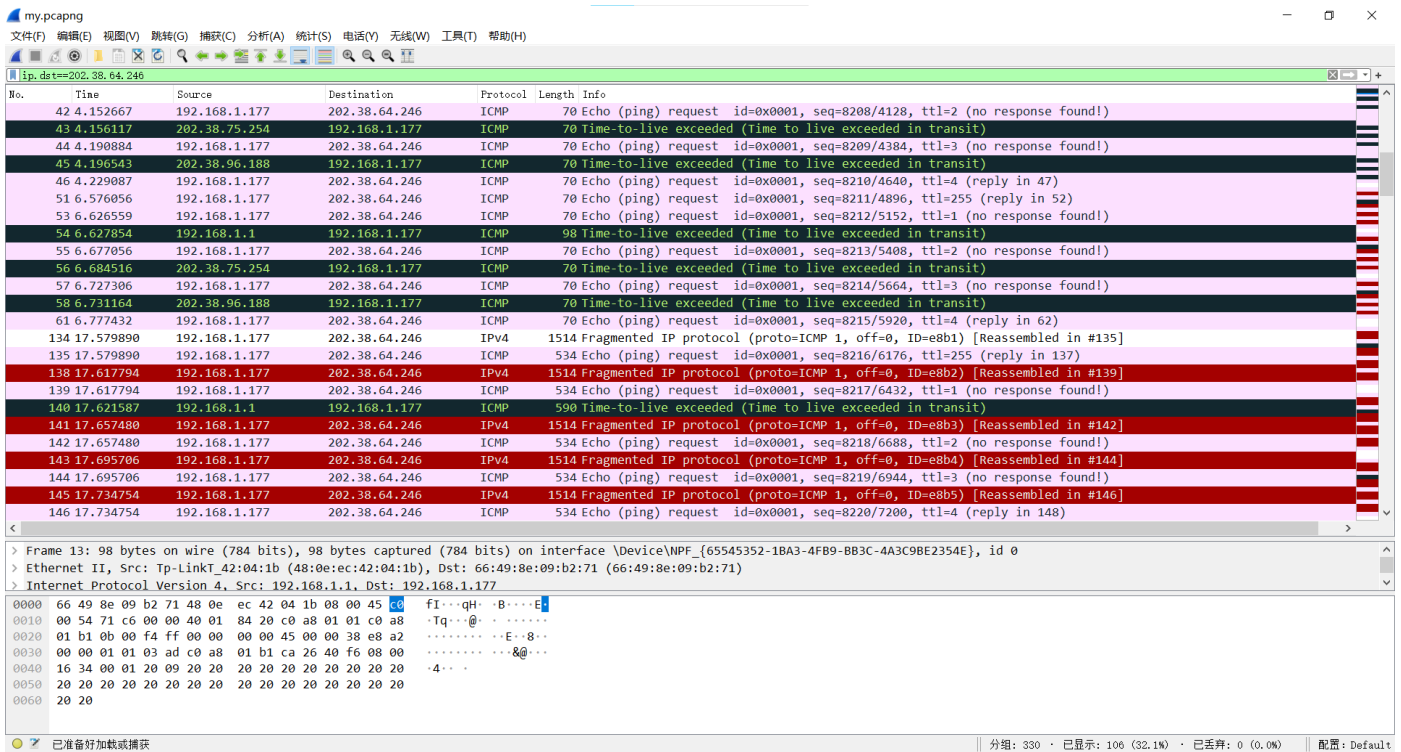 my.pcapng
文件(F) 编辑(E) 视图(V) 跳转(G) 捕获(C) 分析(A) 统计(S) 电话(Y) 无线(W) 工具(T) 帮助(H)
ip.dst==202.38.64.246
No. Time Source Destination Protocol Length Info
42 4.152667 192.168.1.177 202.38.64.246 ICMP 70 Echo (ping) request id=0x0001, seq=8208/4128, ttl=2 (no response found!)
43 4.156117 202.38.75.254 192.168.1.177 ICMP 70 Time-to-live exceeded (Time to live exceeded in transit)
44 4.190884 192.168.1.177 202.38.64.246 ICMP 70 Echo (ping) request id=0x0001, seq=8209/4384, ttl=3 (no response found!)
45 4.196543 202.38.96.188 192.168.1.177 ICMP 70 Time-to-live exceeded (Time to live exceeded in transit)
46 4.229087 192.168.1.177 202.38.64.246 ICMP 70 Echo (ping) request id=0x0001, seq=8210/4640, ttl=4 (reply in 47)
51 6.576056 192.168.1.177 202.38.64.246 ICMP 70 Echo (ping) request id=0x0001, seq=8211/4896, ttl=255 (reply in 52)
53 6.626559 192.168.1.177 202.38.64.246 ICMP 70 Echo (ping) request id=0x0001, seq=8212/5152, ttl=1 (no response found!)
54 6.627854 192.168.1.1 192.168.1.177 ICMP 98 Time-to-live exceeded (Time to live exceeded in transit)
55 6.677056 192.168.1.177 202.38.64.246 ICMP 70 Echo (ping) request id=0x0001, seq=8213/5408, ttl=2 (no response found!)
56 6.684516 202.38.75.254 192.168.1.177 ICMP 70 Time-to-live exceeded (Time to live exceeded in transit)
57 6.727306 192.168.1.177 202.38.64.246 ICMP 70 Echo (ping) request id=0x0001, seq=8214/5664, ttl=3 (no response found!)
58 6.731164 202.38.96.188 192.168.1.177 ICMP 70 Time-to-live exceeded (Time to live exceeded in transit)
61 6.777432 192.168.1.177 202.38.64.246 ICMP 70 Echo (ping) request id=0x0001, seq=8215/5920, ttl=4 (reply in 62)
134 17.579890 192.168.1.177 202.38.64.246 IPv4 1514 Fragmented IP protocol (proto=ICMP 1, off=0, ID=e8b1) [Reassembled in #135]
135 17.579890 192.168.1.177 202.38.64.246 ICMP 534 Echo (ping) request id=0x0001, seq=8216/6176, ttl=255 (reply in 137)
138 17.617794 192.168.1.177 202.38.64.246 IPv4 1514 Fragmented IP protocol (proto=ICMP 1, off=0, ID=e8b2) [Reassembled in #139]
139 17.617794 192.168.1.177 202.38.64.246 ICMP 534 Echo (ping) request id=0x0001, seq=8217/6432, ttl=1 (no response found!)
140 17.621587 192.168.1.1 192.168.1.177 ICMP 590 Time-to-live exceeded (Time to live exceeded in transit)
141 17.657480 192.168.1.177 202.38.64.246 IPv4 1514 Fragmented IP protocol (proto=ICMP 1, off=0, ID=e8b3) [Reassembled in #142]
142 17.657480 192.168.1.177 202.38.64.246 ICMP 534 Echo (ping) request id=0x0001, seq=8218/6688, ttl=2 (no response found!)
143 17.695706 192.168.1.177 202.38.64.246 IPv4 1514 Fragmented IP protocol (proto=ICMP 1, off=0, ID=e8b4) [Reassembled in #144]
144 17.695706 192.168.1.177 202.38.64.246 ICMP 534 Echo (ping) request id=0x0001, seq=8219/6944, ttl=3 (no response found!)
145 17.734754 192.168.1.177 202.38.64.246 IPv4 1514 Fragmented IP protocol (proto=ICMP 1, off=0, ID=e8b5) [Reassembled in #146]
146 17.734754 192.168.1.177 202.38.64.246 ICMP 534 Echo (ping) request id=0x0001, seq=8220/7200, ttl=4 (reply in 148)
Frame 13: 98 bytes on wire (784 bits), 98 bytes captured (784 bits) on interface \Device\NPF_{65545352-1BA3-4FB9-BB3C-4A3C9BE2354E}, id 0
Ethernet II, Src: Tp-LinkT_42:04:1b (48:0e:ec:42:04:1b), Dst: 66:49:8e:09:b2:71 (66:49:8e:09:b2:71)
Internet Protocol Version 4, Src: 192.168.1.1, Dst: 192.168.1.177
0000 66 49 8e 09 b2 71 48 0e ec 42 04 1b 08 00 45 c0 fI···qH· ·B····E·
0010 00 54 71 c6 00 00 40 01 84 20 c0 a8 01 01 c0 a8 ·Tq···@· · ······
0020 01 b1 0b 00 f4 ff 00 00 00 00 45 00 00 38 e8 a2 ········ ··E··8··
0030 00 00 01 01 03 ad c0 a8 01 b1 ca 26 40 f6 08 00 ········ ···&@···
0040 16 34 00 01 20 09 20 20 20 20 20 20 20 20 20 20 ·4·· ·
0050 20 20 20 20 20 20 20 20 20 20 20 20 20 20 20 20
0060 20 20
已准备好加载或捕获 分组: 330 · 已显示: 106 (32.1%) · 已丢弃: 0 (0.0%) 配置: Default